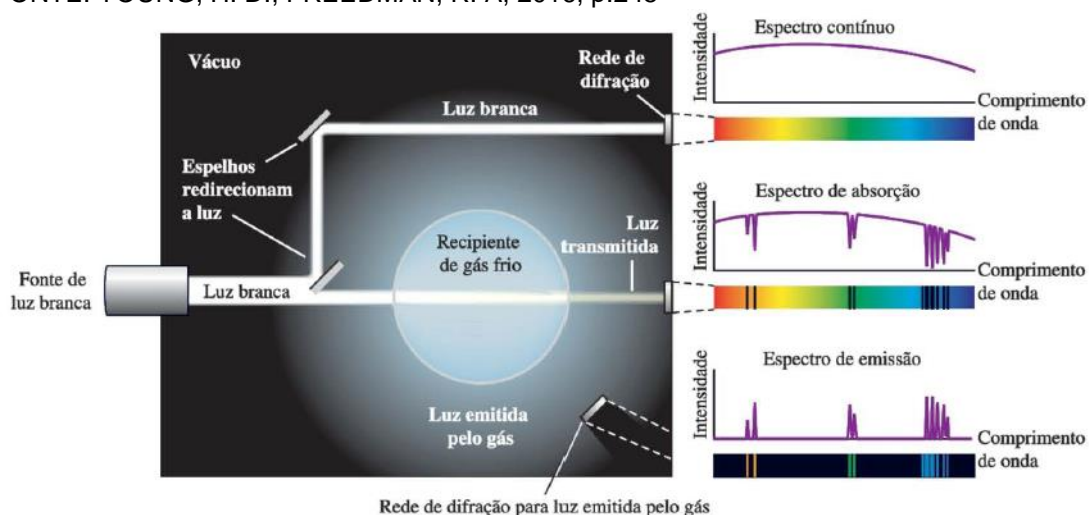 Vácuo
Rede de
difração
Luz branca
Espelhos
redirecionam
a luz
Recipiente
de gás frio
Luz
transmitida
Fonte de
luz branca
Luz branca
Luz emitida
pelo gás
Rede de difração para luz emitida pelo gás
Espectro contínuo
Intensidade
Comprimento
de onda
Espectro de absorção
Intensidade
Comprimento
de onda
Espectro de emissão
Intensidade
Comprimento
de onda